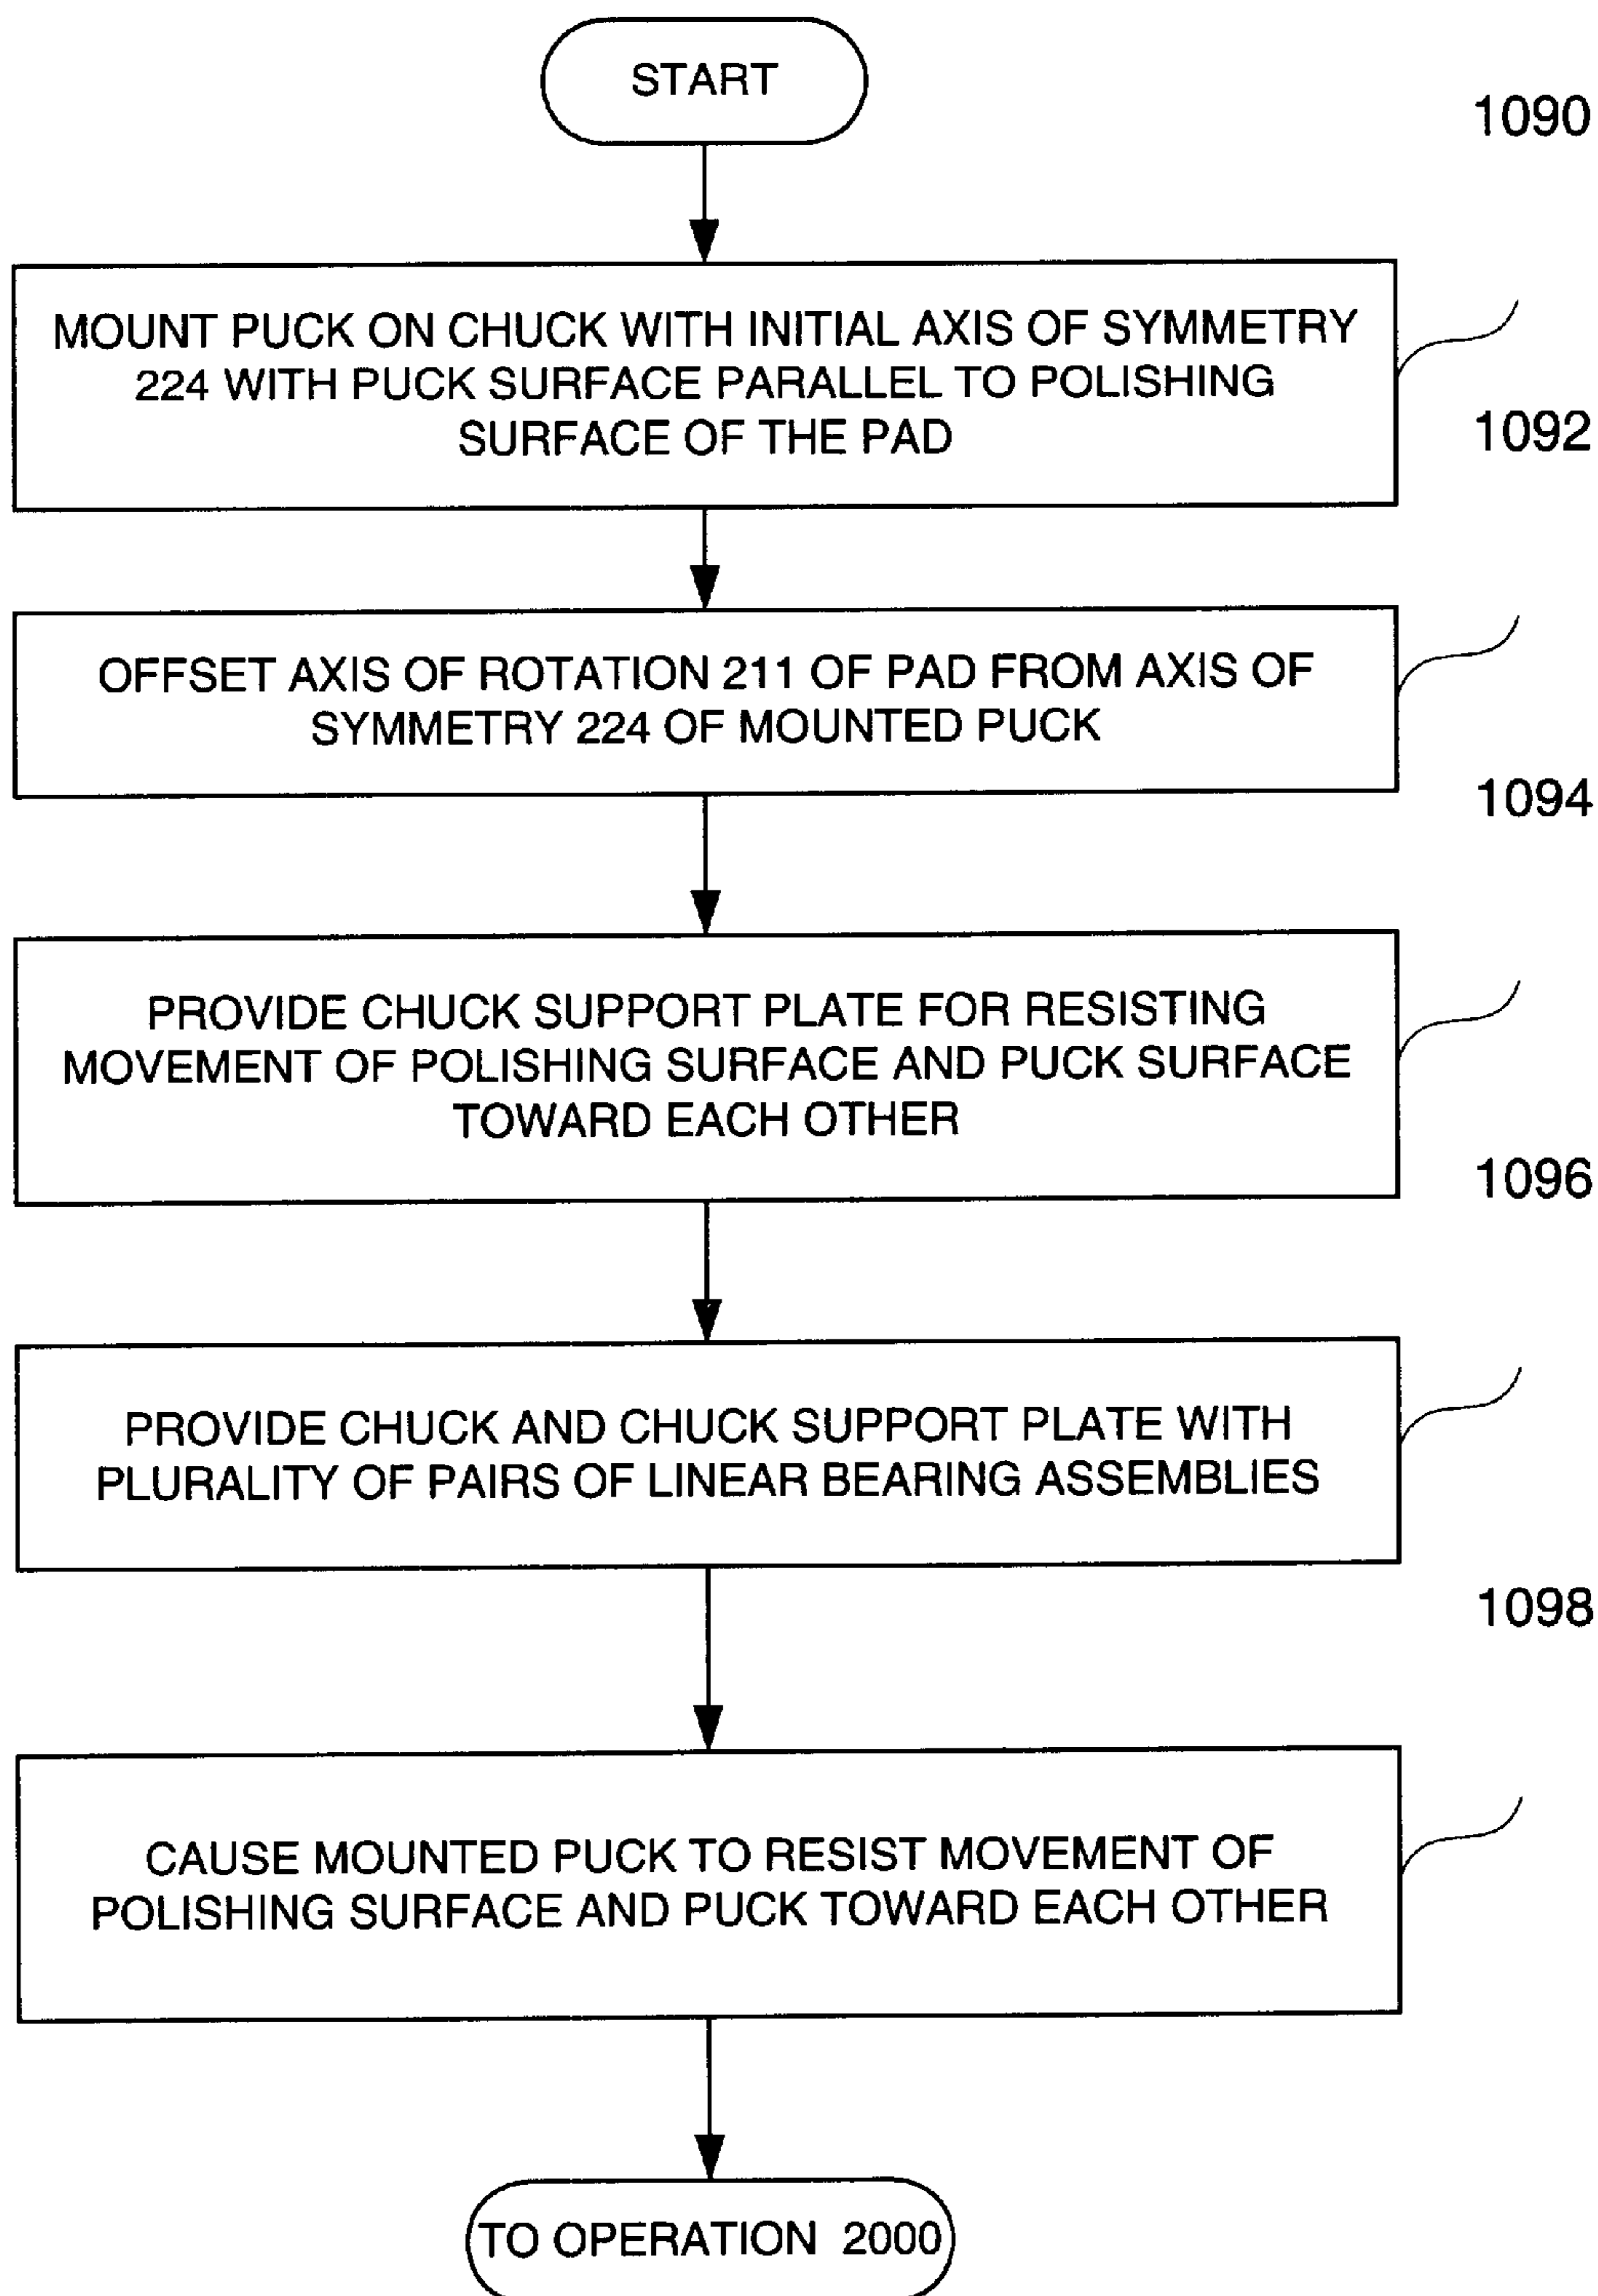 START
1090
MOUNT PUCK ON CHUCK WITH INITIAL AXIS OF SYMMETRY
224 WITH PUCK SURFACE PARALLEL TO POLISHING
SURFACE OF THE PAD
1092
OFFSET AXIS OF ROTATION 211 OF PAD FROM AXIS OF
SYMMETRY 224 OF MOUNTED PUCK
1094
PROVIDE CHUCK SUPPORT PLATE FOR RESISTING
MOVEMENT OF POLISHING SURFACE AND PUCK SURFACE
TOWARD EACH OTHER
1096
PROVIDE CHUCK AND CHUCK SUPPORT PLATE WITH
PLURALITY OF PAIRS OF LINEAR BEARING ASSEMBLIES
1098
CAUSE MOUNTED PUCK TO RESIST MOVEMENT OF
POLISHING SURFACE AND PUCK TOWARD EACH OTHER
TO OPERATION 2000